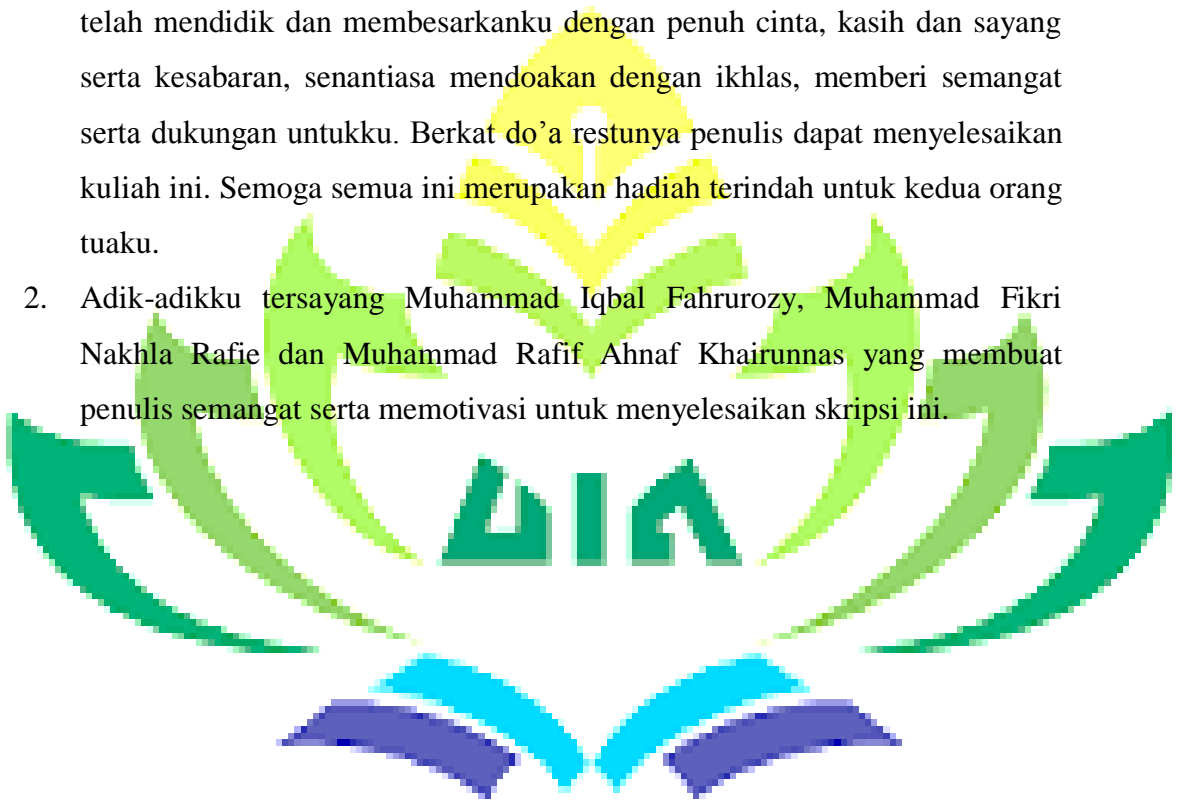 telah mendidik dan membesarkanku dengan penuh cinta, kasih dan sayang
serta kesabaran, senantiasa mendoakan dengan ikhlas, memberi semangat
serta dukungan untukku. Berkat do’a restunya penulis dapat menyelesaikan
kuliah ini. Semoga semua ini merupakan hadiah terindah untuk kedua orang
tuaku.
2. Adik-adikku tersayang Muhammad Iqbal Fahrurozy, Muhammad Fikri
Nakhla Rafie dan Muhammad Rafif Ahnaf Khairunnas yang membuat
penulis semangat serta memotivasi untuk menyelesaikan skripsi ini.
UIN